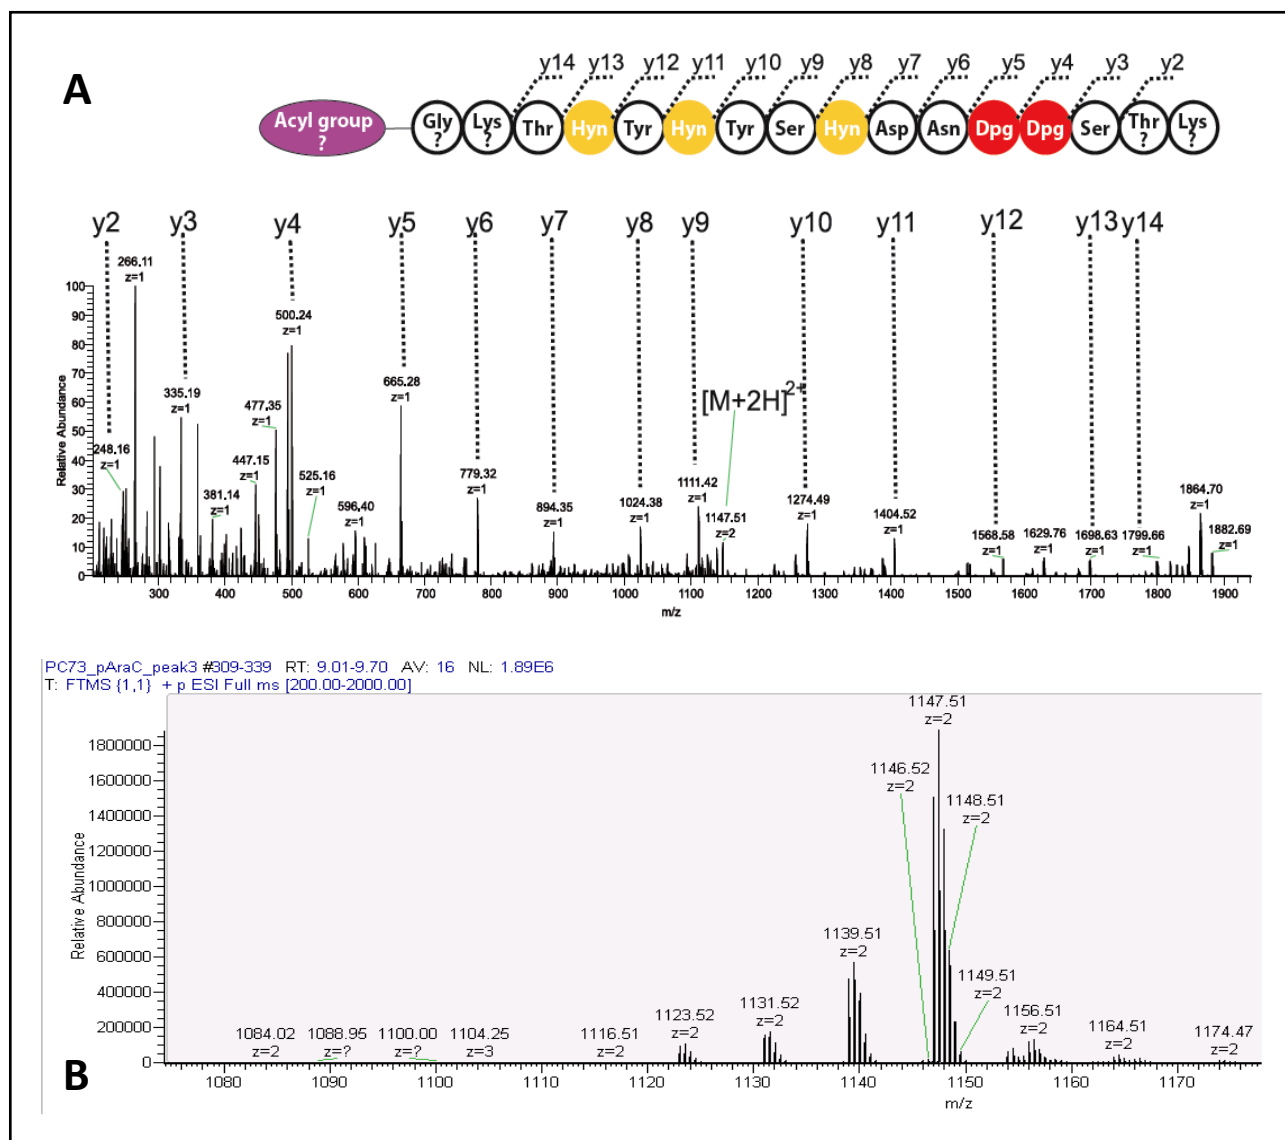 A
y14 y13 y12 y11 y10 y9 y8 y7 y6 y5 y4 y3 y2
Acyl group
?
Gly
?
Lys
?
Thr
Hyn
Tyr
Hyn
Tyr
Ser
Hyn
Asp
Asn
Dpg
Dpg
Ser
Thr
?
Lys
?
y2 y3 y4 y5 y6 y7 y8 y9 y10 y11 y12 y13 y14
266.11
z=1
248.16
z=1
335.19
z=1
381.14
z=1
477.35
z=1
447.15
z=1
500.24
z=1
525.16
z=1
596.40
z=1
665.28
z=1
779.32
z=1
894.35
z=1
1024.38
z=1
1111.42
z=1
[M+2H]2+
1147.51
z=2
1274.49
z=1
1404.52
z=1
1568.58
z=1
1629.76
z=1
1698.63
z=1
1799.66
z=1
1864.70
z=1
1882.69
z=1
Relative Abundance
100
90
80
70
60
50
40
30
20
10
0
300 400 500 600 700 800 900 1000 1100 1200 1300 1400 1500 1600 1700 1800 1900
m/z
PC73_pAraC_peak3 #309-339 RT: 9.01-9.70 AV: 16 NL: 1.89E6
T: FTMS {1,1} + p ESI Full ms [200.00-2000.00]
Relative Abundance
1800000
1600000
1400000
1200000
1000000
800000
600000
400000
200000
0
1084.02
z=2
1088.95
z=?
1100.00
z=?
1104.25
z=3
1116.51
z=2
1123.52
z=2
1131.52
z=2
1139.51
z=2
1146.52
z=2
1147.51
z=2
1148.51
z=2
1149.51
z=2
1156.51
z=2
1164.51
z=2
1174.47
z=2
1080 1090 1100 1110 1120 1130 1140 1150 1160 1170
m/z
B